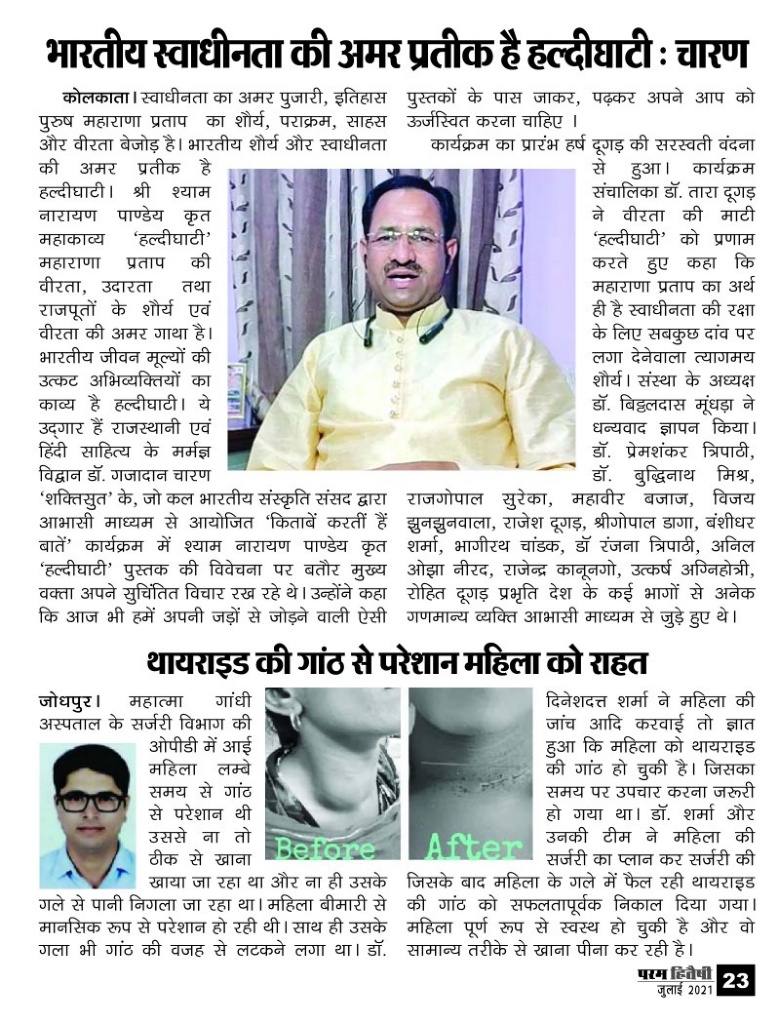 भारतीय स्वाधीनता की अमर प्रतीक है हल्दीघाटी : चारण
कोलकाता। स्वाधीनता का अमर पुजारी, इतिहास
पुरुष महाराणा प्रताप का शौर्य, पराक्रम, साहस
और वीरता बेजोड़ है। भारतीय शौर्य और स्वाधीनता
की अमर प्रतीक है
हल्दीघाटी। श्री श्याम
नारायण पाण्डेय कृत
महाकाव्य ‘हल्दीघाटी’
महाराणा प्रताप की
वीरता, उदारता तथा
राजपूतों के शौर्य एवं
वीरता की अमर गाथा है।
भारतीय जीवन मूल्यों की
उत्कट अभिव्यक्तियों का
काव्य है हल्दीघाटी। ये
उद्गार हैं राजस्थानी एवं
हिंदी साहित्य के मर्मज्ञ
विद्वान डॉ. गजादान चारण
‘शक्तिसुत’ के, जो कल भारतीय संस्कृति संसद द्वारा
आभासी माध्यम से आयोजित ‘किताबें करतीं हैं
बातें’ कार्यक्रम में श्याम नारायण पाण्डेय कृत
‘हल्दीघाटी’ पुस्तक की विवेचना पर बतौर मुख्य
वक्ता अपने सुचिंतित विचार रख रहे थे। उन्होंने कहा
कि आज भी हमें अपनी जड़ों से जोड़ने वाली ऐसी
पुस्तकों के पास जाकर, पढ़कर अपने आप को
ऊर्जस्वित करना चाहिए ।
कार्यक्रम का प्रारंभ हर्ष दूगड़ की सरस्वती वंदना
से हुआ। कार्यक्रम
संचालिका डॉ. तारा दूगड़
ने वीरता की माटी
‘हल्दीघाटी’ को प्रणाम
करते हुए कहा कि
महाराणा प्रताप का अर्थ
ही है स्वाधीनता की रक्षा
के लिए सबकुछ दांव पर
लगा देनेवाला त्यागमय
शौर्य। संस्था के अध्यक्ष
डॉ. बिट्ठलदास मूंधड़ा ने
धन्यवाद ज्ञापन किया।
डॉ. प्रेमशंकर त्रिपाठी,
डॉ. बुद्धिनाथ मिश्र,
राजगोपाल सुरेका, महावीर बजाज, विजय
झुनझुनवाला, राजेश दूगड़, श्रीगोपाल डागा, बंशीधर
शर्मा, भागीरथ चांडक, डॉ रंजना त्रिपाठी, अनिल
ओझा नीरद, राजेन्द्र कानूनगो, उत्कर्ष अग्निहोत्री,
रोहित दूगड़ प्रभृति देश के कई भागों से अनेक
गणमान्य व्यक्ति आभासी माध्यम से जुड़े हुए थे।
थायराइड की गांठ से परेशान महिला को राहत
जोधपुर। महात्मा गांधी
अस्पताल के सर्जरी विभाग की
ओपीडी में आई
महिला लम्बे
समय से गांठ
से परेशान थी
उससे ना तो
ठीक से खाना
खाया जा रहा था और ना ही उसके
गले से पानी निगला जा रहा था। महिला बीमारी से
मानसिक रूप से परेशान हो रही थी। साथ ही उसके
गला भी गांठ की वजह से लटकने लगा था। डॉ.
Before
After
दिनेशदत्त शर्मा ने महिला की
जांच आदि करवाई तो ज्ञात
हुआ कि महिला को थायराइड
की गांठ हो चुकी है। जिसका
समय पर उपचार करना जरूरी
हो गया था। डॉ. शर्मा और
उनकी टीम ने महिला की
सर्जरी का प्लान कर सर्जरी की
जिसके बाद महिला के गले में फैल रही थायराइड
की गांठ को सफलतापूर्वक निकाल दिया गया।
महिला पूर्ण रूप से स्वस्थ हो चुकी है और वो
सामान्य तरीके से खाना पीना कर रही है।
परम हितैषी
जुलाई 2021
23